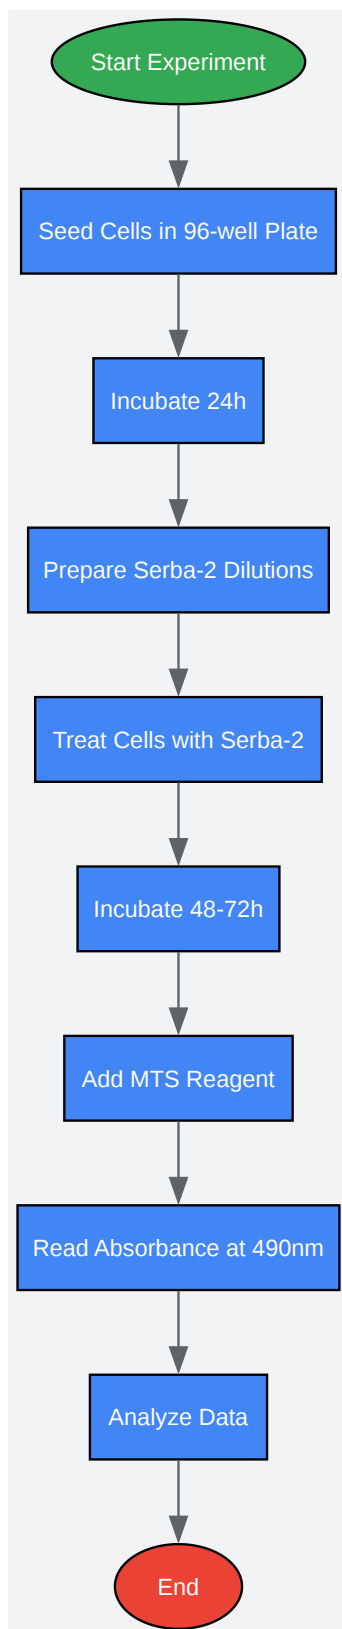 Start Experiment
Seed Cells in 96-well Plate
Incubate 24h
Prepare Serba-2 Dilutions
Treat Cells with Serba-2
Incubate 48-72h
Add MTS Reagent
Read Absorbance at 490nm
Analyze Data
End